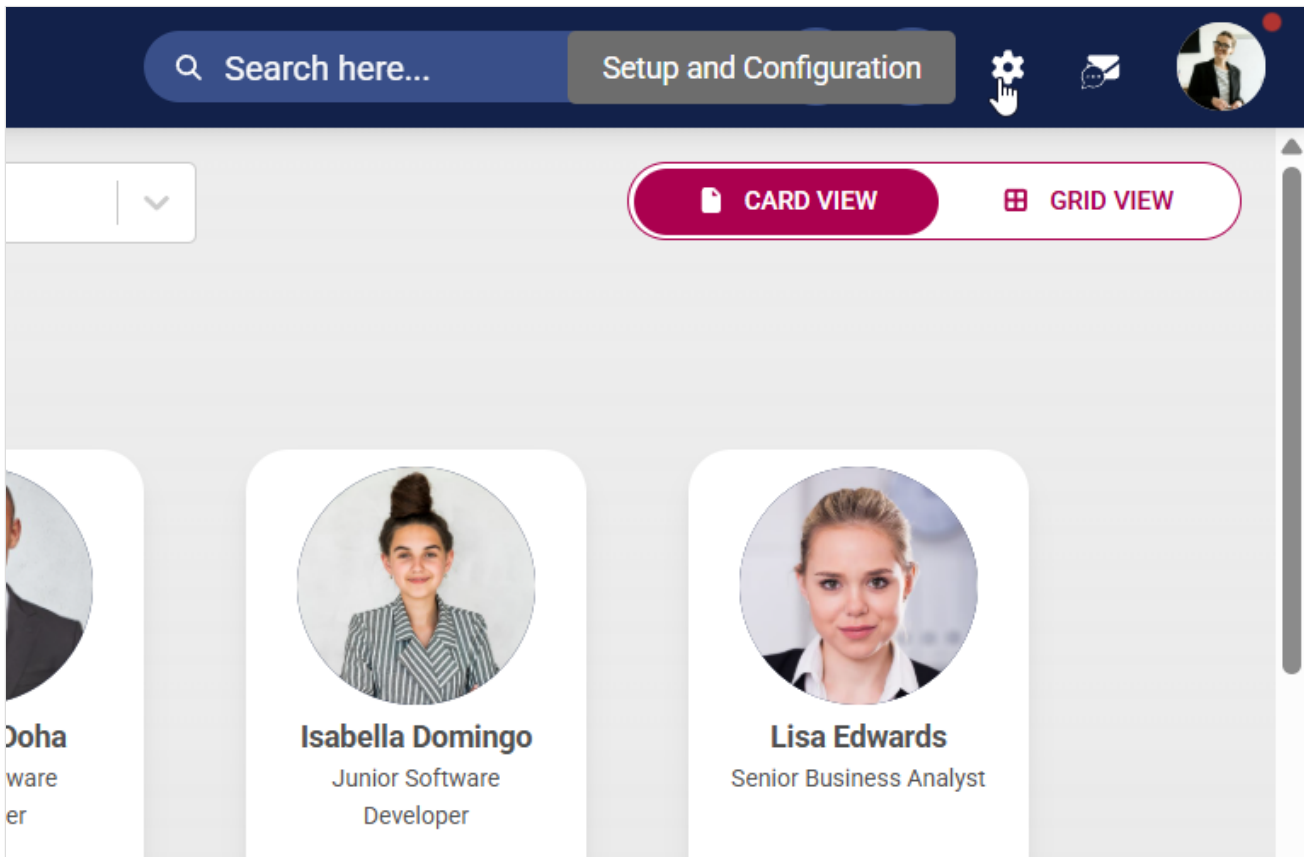 Search here...
Setup and Configuration
CARD VIEW
GRID VIEW
Doha
ware
er
Isabella Domingo
Junior Software
Developer
Lisa Edwards
Senior Business Analyst